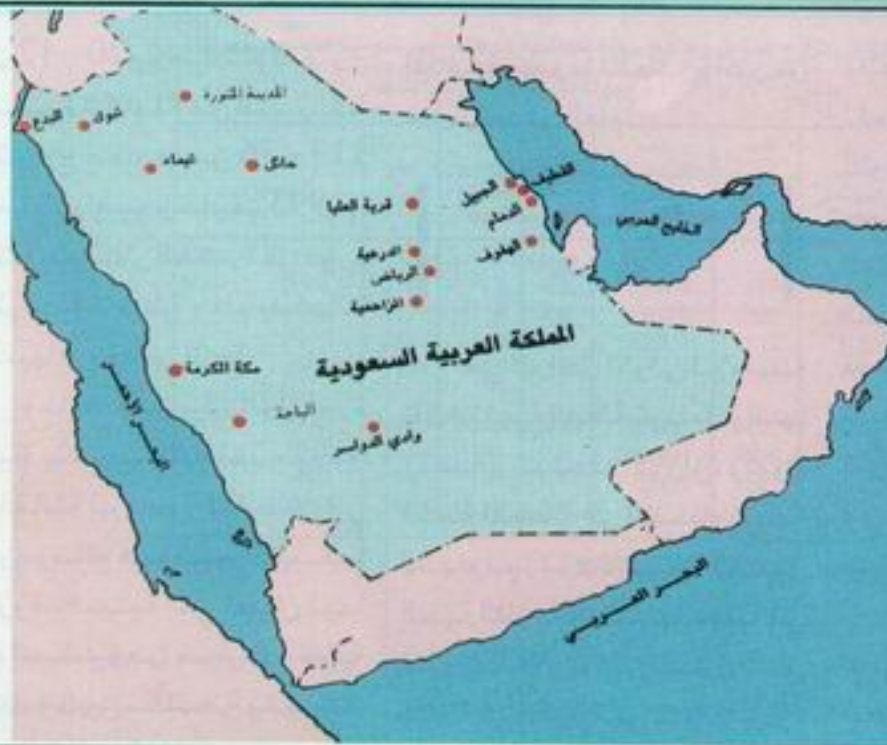 المدينة المنورة
البدع
تبوك
تيماء
حائل
قرية العليا
الجبيل
القطيف
الدمام
الهفوف
الخليج العربي
الدرعية
الرياض
المزاحمية
المملكة العربية السعودية
مكة المكرمة
الباحة
وادي الدواسر
البحر الأحمر
البحر العربي